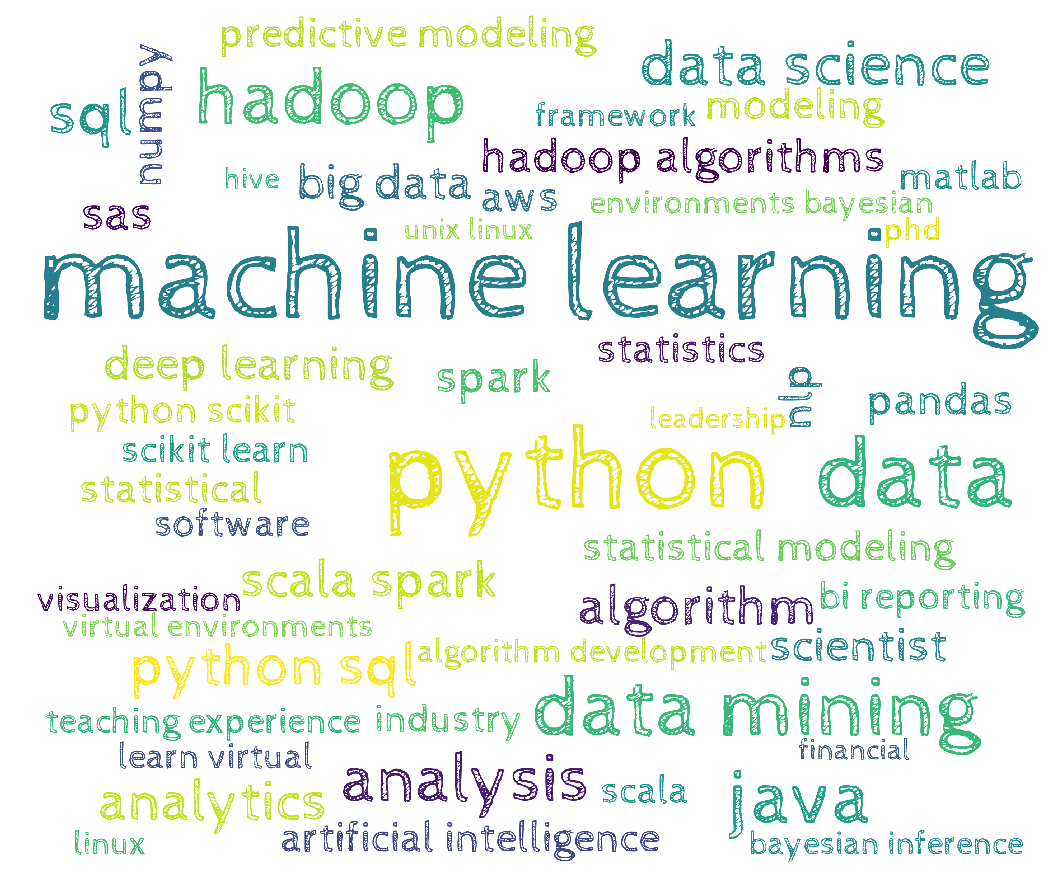 predictive modeling
data science
numpy
hadoop
sql
framework
modeling
hadoop algorithms
hive
big data
aws
matlab
environments bayesian
sas
unix linux
phd
machine learning
statistics
deep learning
spark
nlp
pandas
python scikit
leadership
scikit learn
python
data
statistical
software
statistical modeling
scala spark
visualization
algorithm
bi reporting
virtual environments
python sql
algorithm development
scientist
data mining
teaching experience
industry
learn virtual
financial
analysis
scala
java
analytics
linux
artificial intelligence
bayesian inference